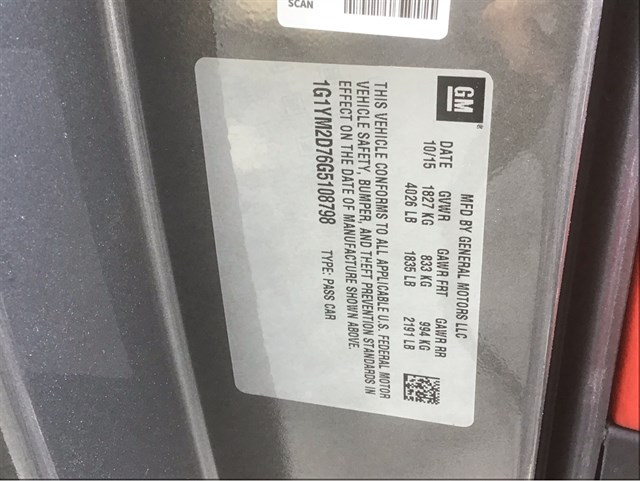 SCAN
GM®
MFD BY GENERAL MOTORS LLC
DATE GVWR GAWR FRT GAWR RR
10/15 1827 KG 833 KG 994 KG
4026 LB 1835 LB 2191 LB
THIS VEHICLE CONFORMS TO ALL APPLICABLE U.S. FEDERAL MOTOR
VEHICLE SAFETY, BUMPER, AND THEFT PREVENTION STANDARDS IN
EFFECT ON THE DATE OF MANUFACTURE SHOWN ABOVE.
1G1YM2D76G5108798 TYPE: PASS CAR